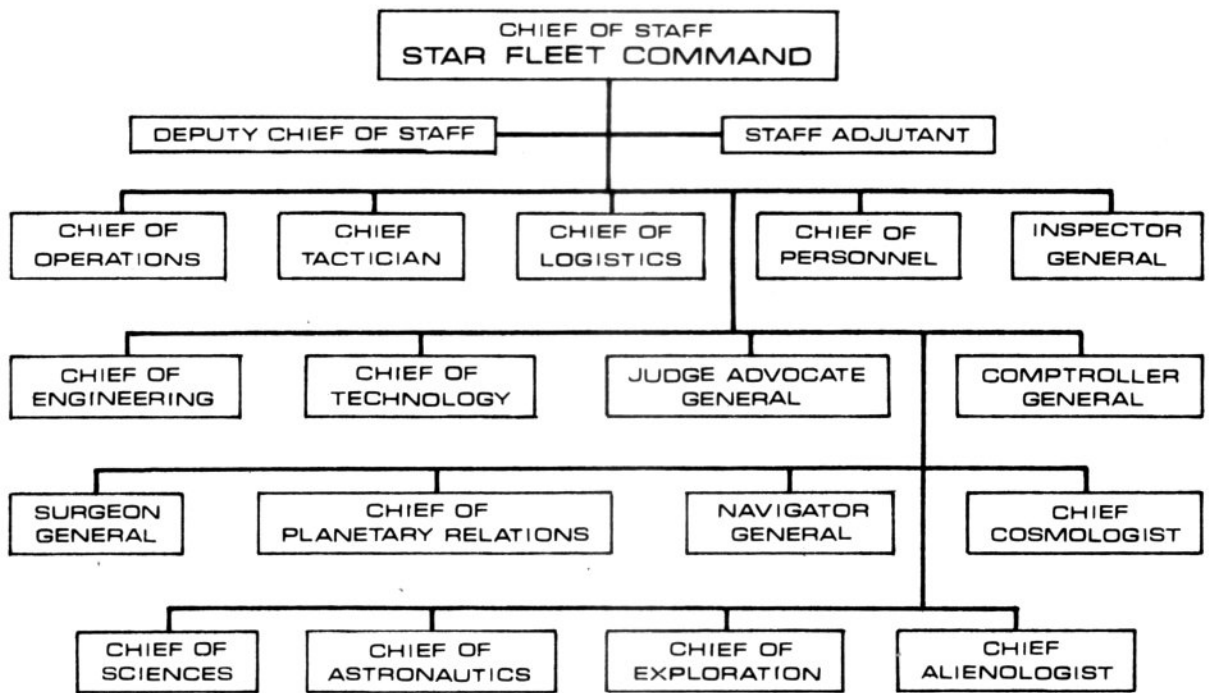 CHIEF OF STAFF
STAR FLEET COMMAND
DEPUTY CHIEF OF STAFF
STAFF ADJUTANT
CHIEF OF
OPERATIONS
CHIEF
TACTICIAN
CHIEF OF
LOGISTICS
CHIEF OF
PERSONNEL
INSPECTOR
GENERAL
CHIEF OF
ENGINEERING
CHIEF OF
TECHNOLOGY
JUDGE ADVOCATE
GENERAL
COMPTROLLER
GENERAL
SURGEON
GENERAL
CHIEF OF
PLANETARY RELATIONS
NAVIGATOR
GENERAL
CHIEF
COSMOLOGIST
CHIEF OF
SCIENCES
CHIEF OF
ASTRONAUTICS
CHIEF OF
EXPLORATION
CHIEF
ALIENOLOGIST